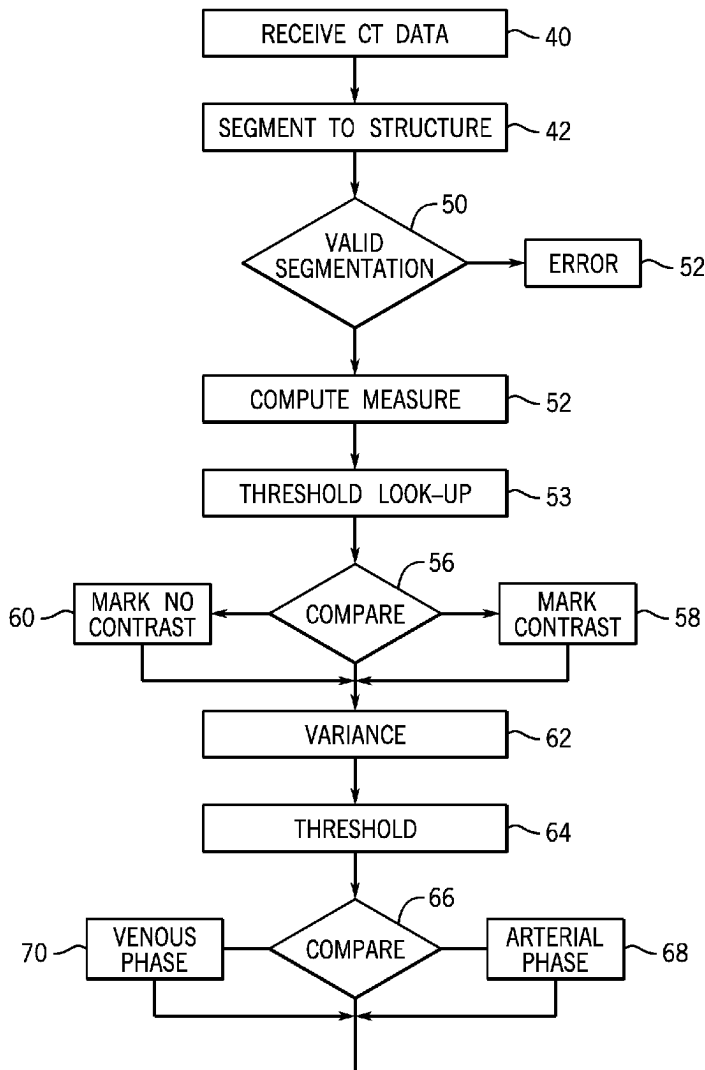 RECEIVE CT DATA
40
SEGMENT TO STRUCTURE
42
50
VALID
SEGMENTATION
ERROR
52
COMPUTE MEASURE
52
THRESHOLD LOOK-UP
53
56
60
MARK NO
CONTRAST
COMPARE
MARK
CONTRAST
58
VARIANCE
62
THRESHOLD
64
66
70
VENOUS
PHASE
COMPARE
ARTERIAL
PHASE
68